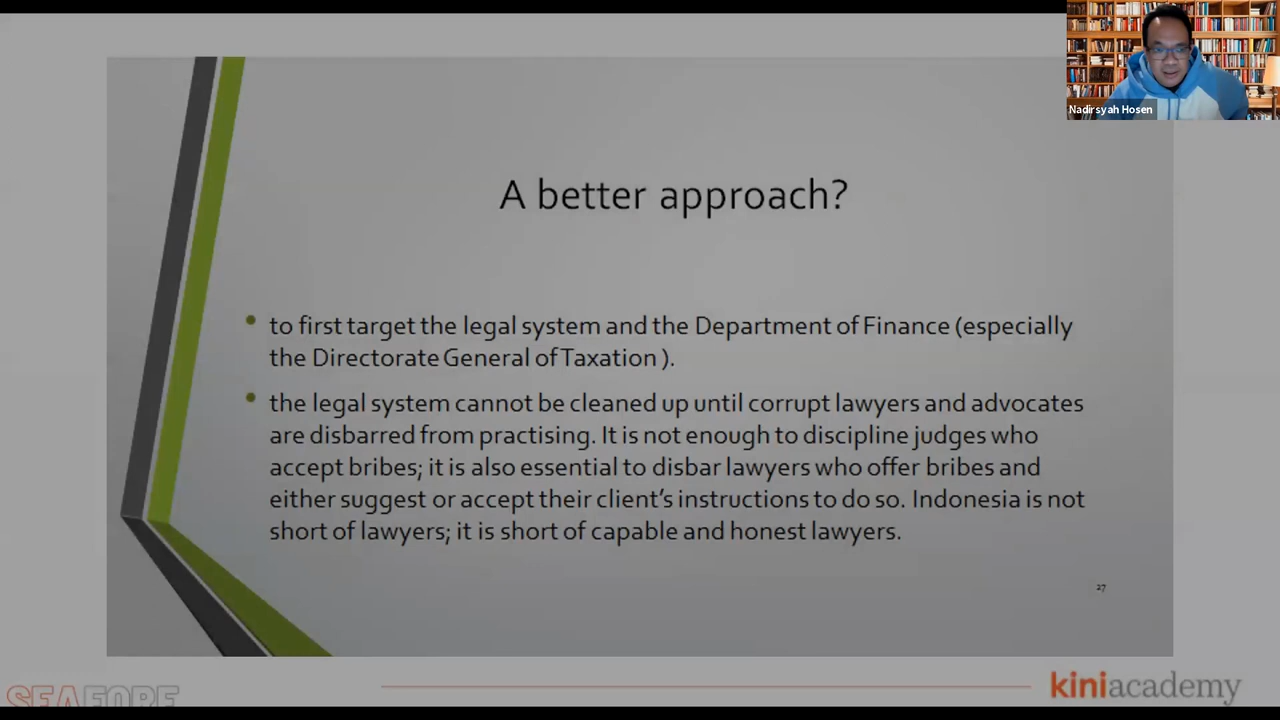 Nadirsyah Hosen
A better approach?
• to first target the legal system and the Department of Finance (especially
the Directorate General of Taxation ).
• the legal system cannot be cleaned up until corrupt lawyers and advocates
are disbarred from practising. It is not enough to discipline judges who
accept bribes; it is also essential to disbar lawyers who offer bribes and
either suggest or accept their client's instructions to do so. Indonesia is not
short of lawyers; it is short of capable and honest lawyers.
27
kiniacademy